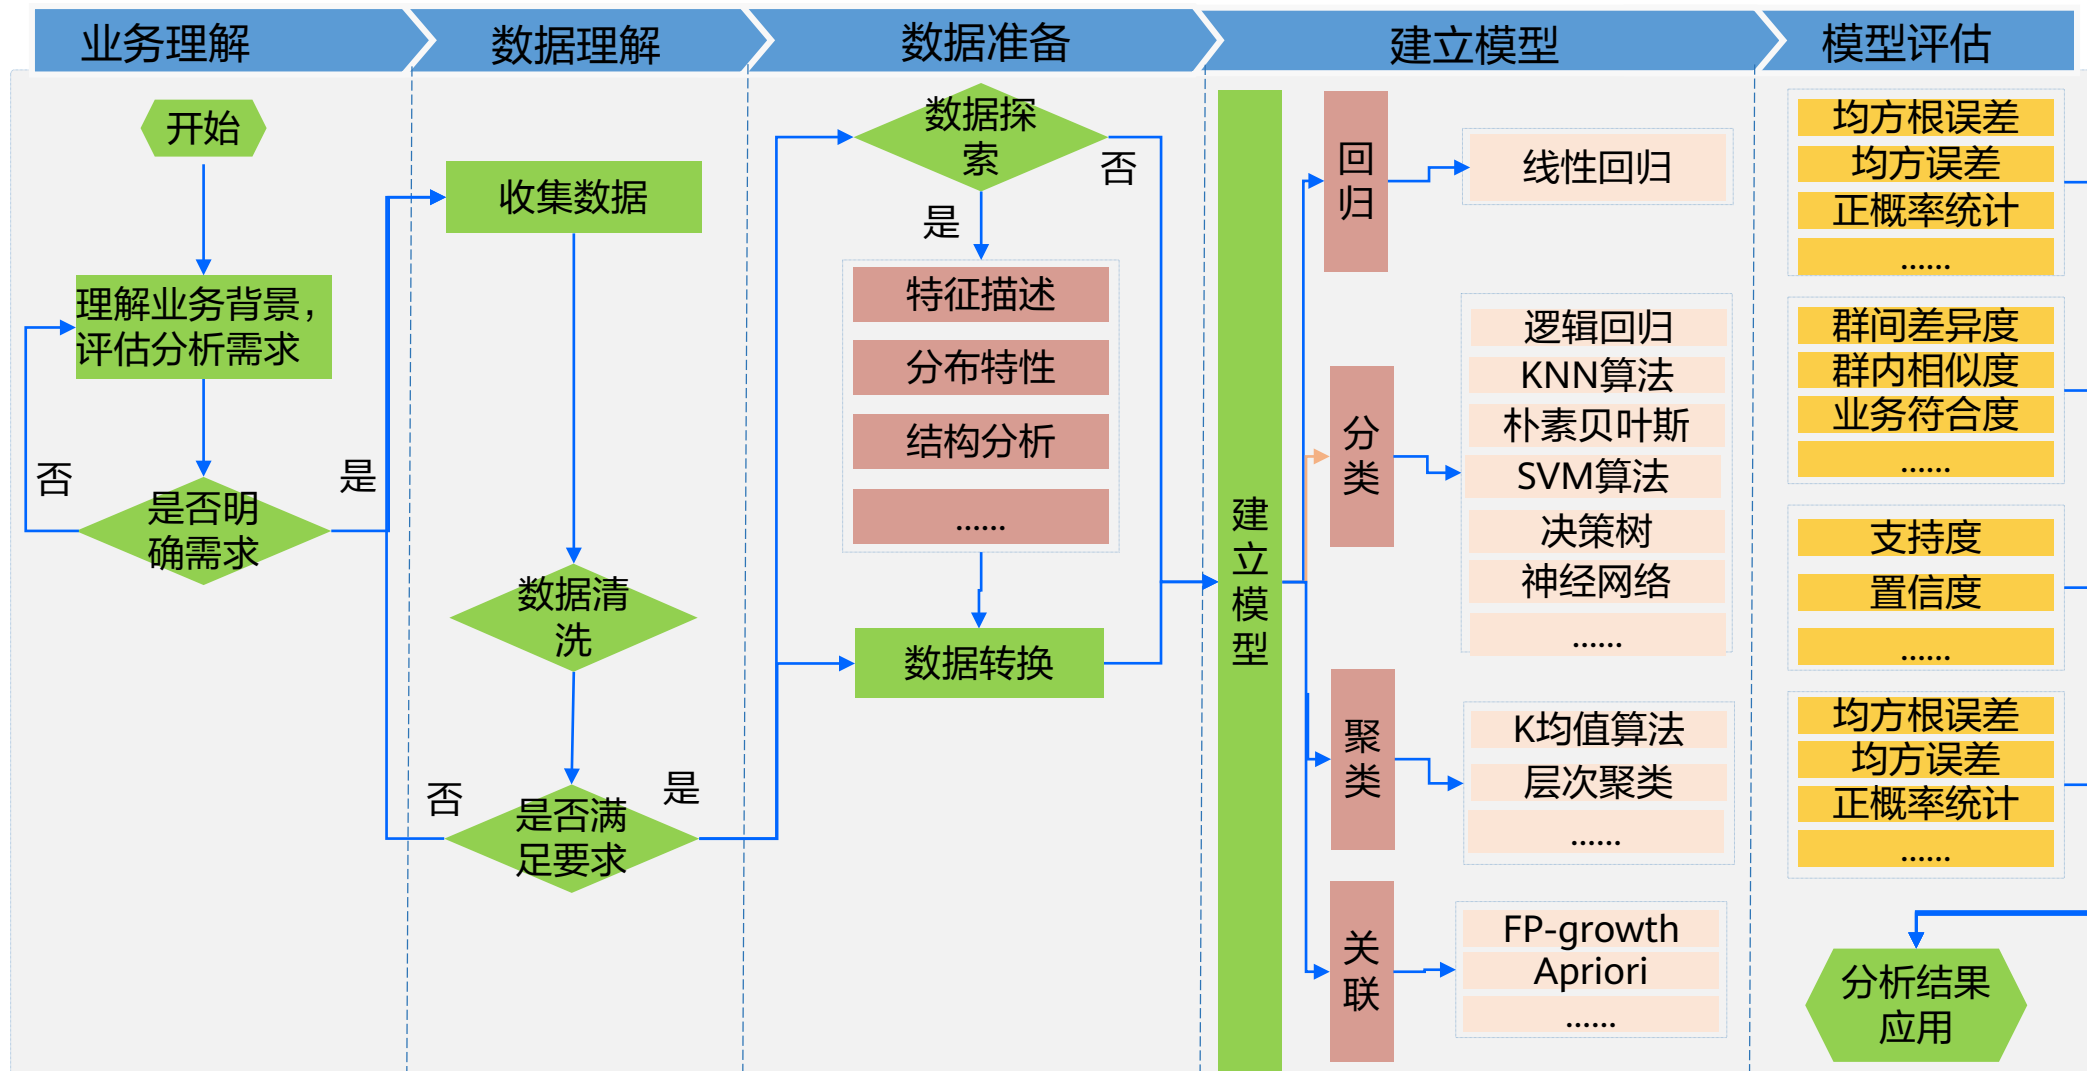 业务理解
数据理解
数据准备
建立模型
模型评估
开始
理解业务背景，
评估分析需求
是否明
确需求
否
是
收集数据
数据清
洗
是否满
足要求
否
是
数据探
索
否
是
特征描述
分布特性
结构分析
......
数据转换
建
立
模
型
回
归
线性回归
分
类
逻辑回归
KNN算法
朴素贝叶斯
SVM算法
决策树
神经网络
......
聚
类
K均值算法
层次聚类
......
关
联
FP-growth
Apriori
......
均方根误差
均方误差
正概率统计
......
群间差异度
群内相似度
业务符合度
......
支持度
置信度
......
均方根误差
均方误差
正概率统计
......
分析结果
应用